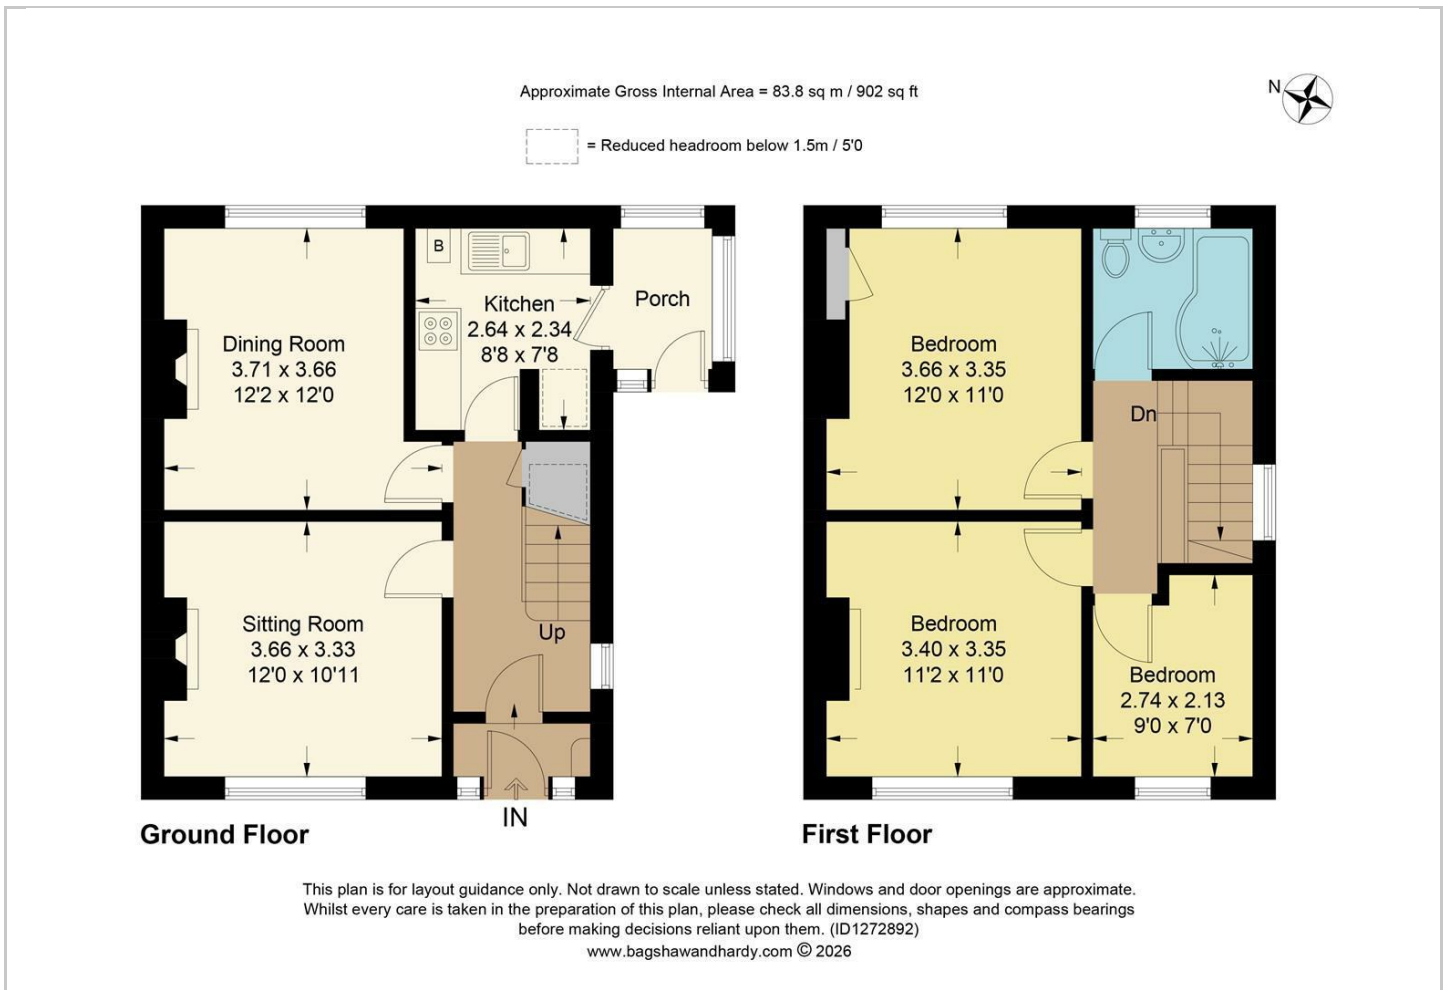 Approximate Gross Internal Area = 83.8 sq m / 902 sq ft
N
= Reduced headroom below 1.5m / 5'0
B
Kitchen
2.64 x 2.34
8'8 x 7'8
Porch
Dining Room
3.71 x 3.66
12'2 x 12'0
Sitting Room
3.66 x 3.33
12'0 x 10'11
Up
IN
Ground Floor
Bedroom
3.66 x 3.35
12'0 x 11'0
Dn
Bedroom
3.40 x 3.35
11'2 x 11'0
Bedroom
2.74 x 2.13
9'0 x 7'0
First Floor
This plan is for layout guidance only. Not drawn to scale unless stated. Windows and door openings are approximate.
Whilst every care is taken in the preparation of this plan, please check all dimensions, shapes and compass bearings
before making decisions reliant upon them. (ID1272892)
www.bagshawandhardy.com © 2026